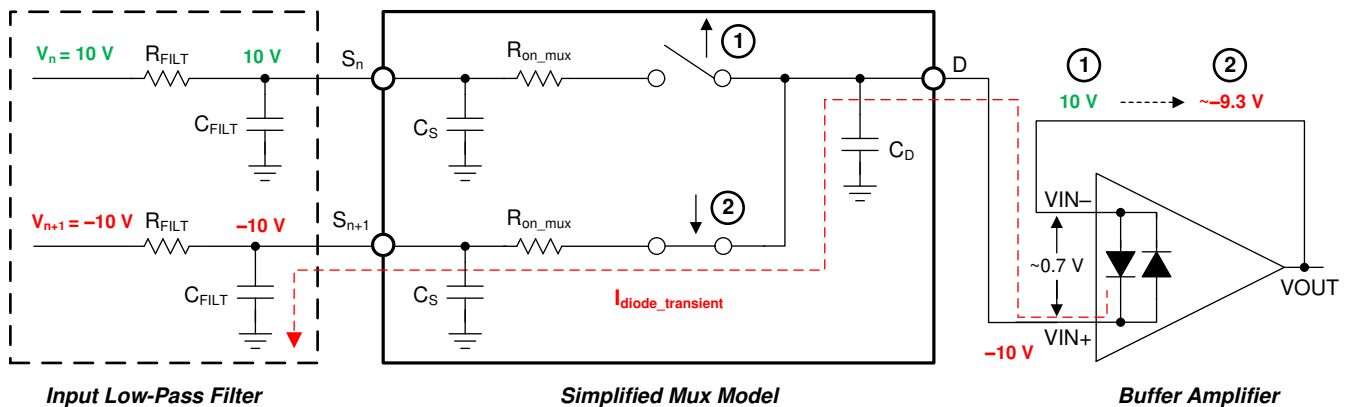 Vn = 10 V
RFILT
10 V
Sn
Ron_mux
1
D
1
2
10 V
~–9.3 V
CFILT
CS
CD
Vn+1 = –10 V
RFILT
–10 V
Sn+1
Ron_mux
2
VIN–
~0.7 V
CFILT
CS
Idiode_transient
VOUT
VIN+
–10 V
Input Low-Pass Filter
Simplified Mux Model
Buffer Amplifier